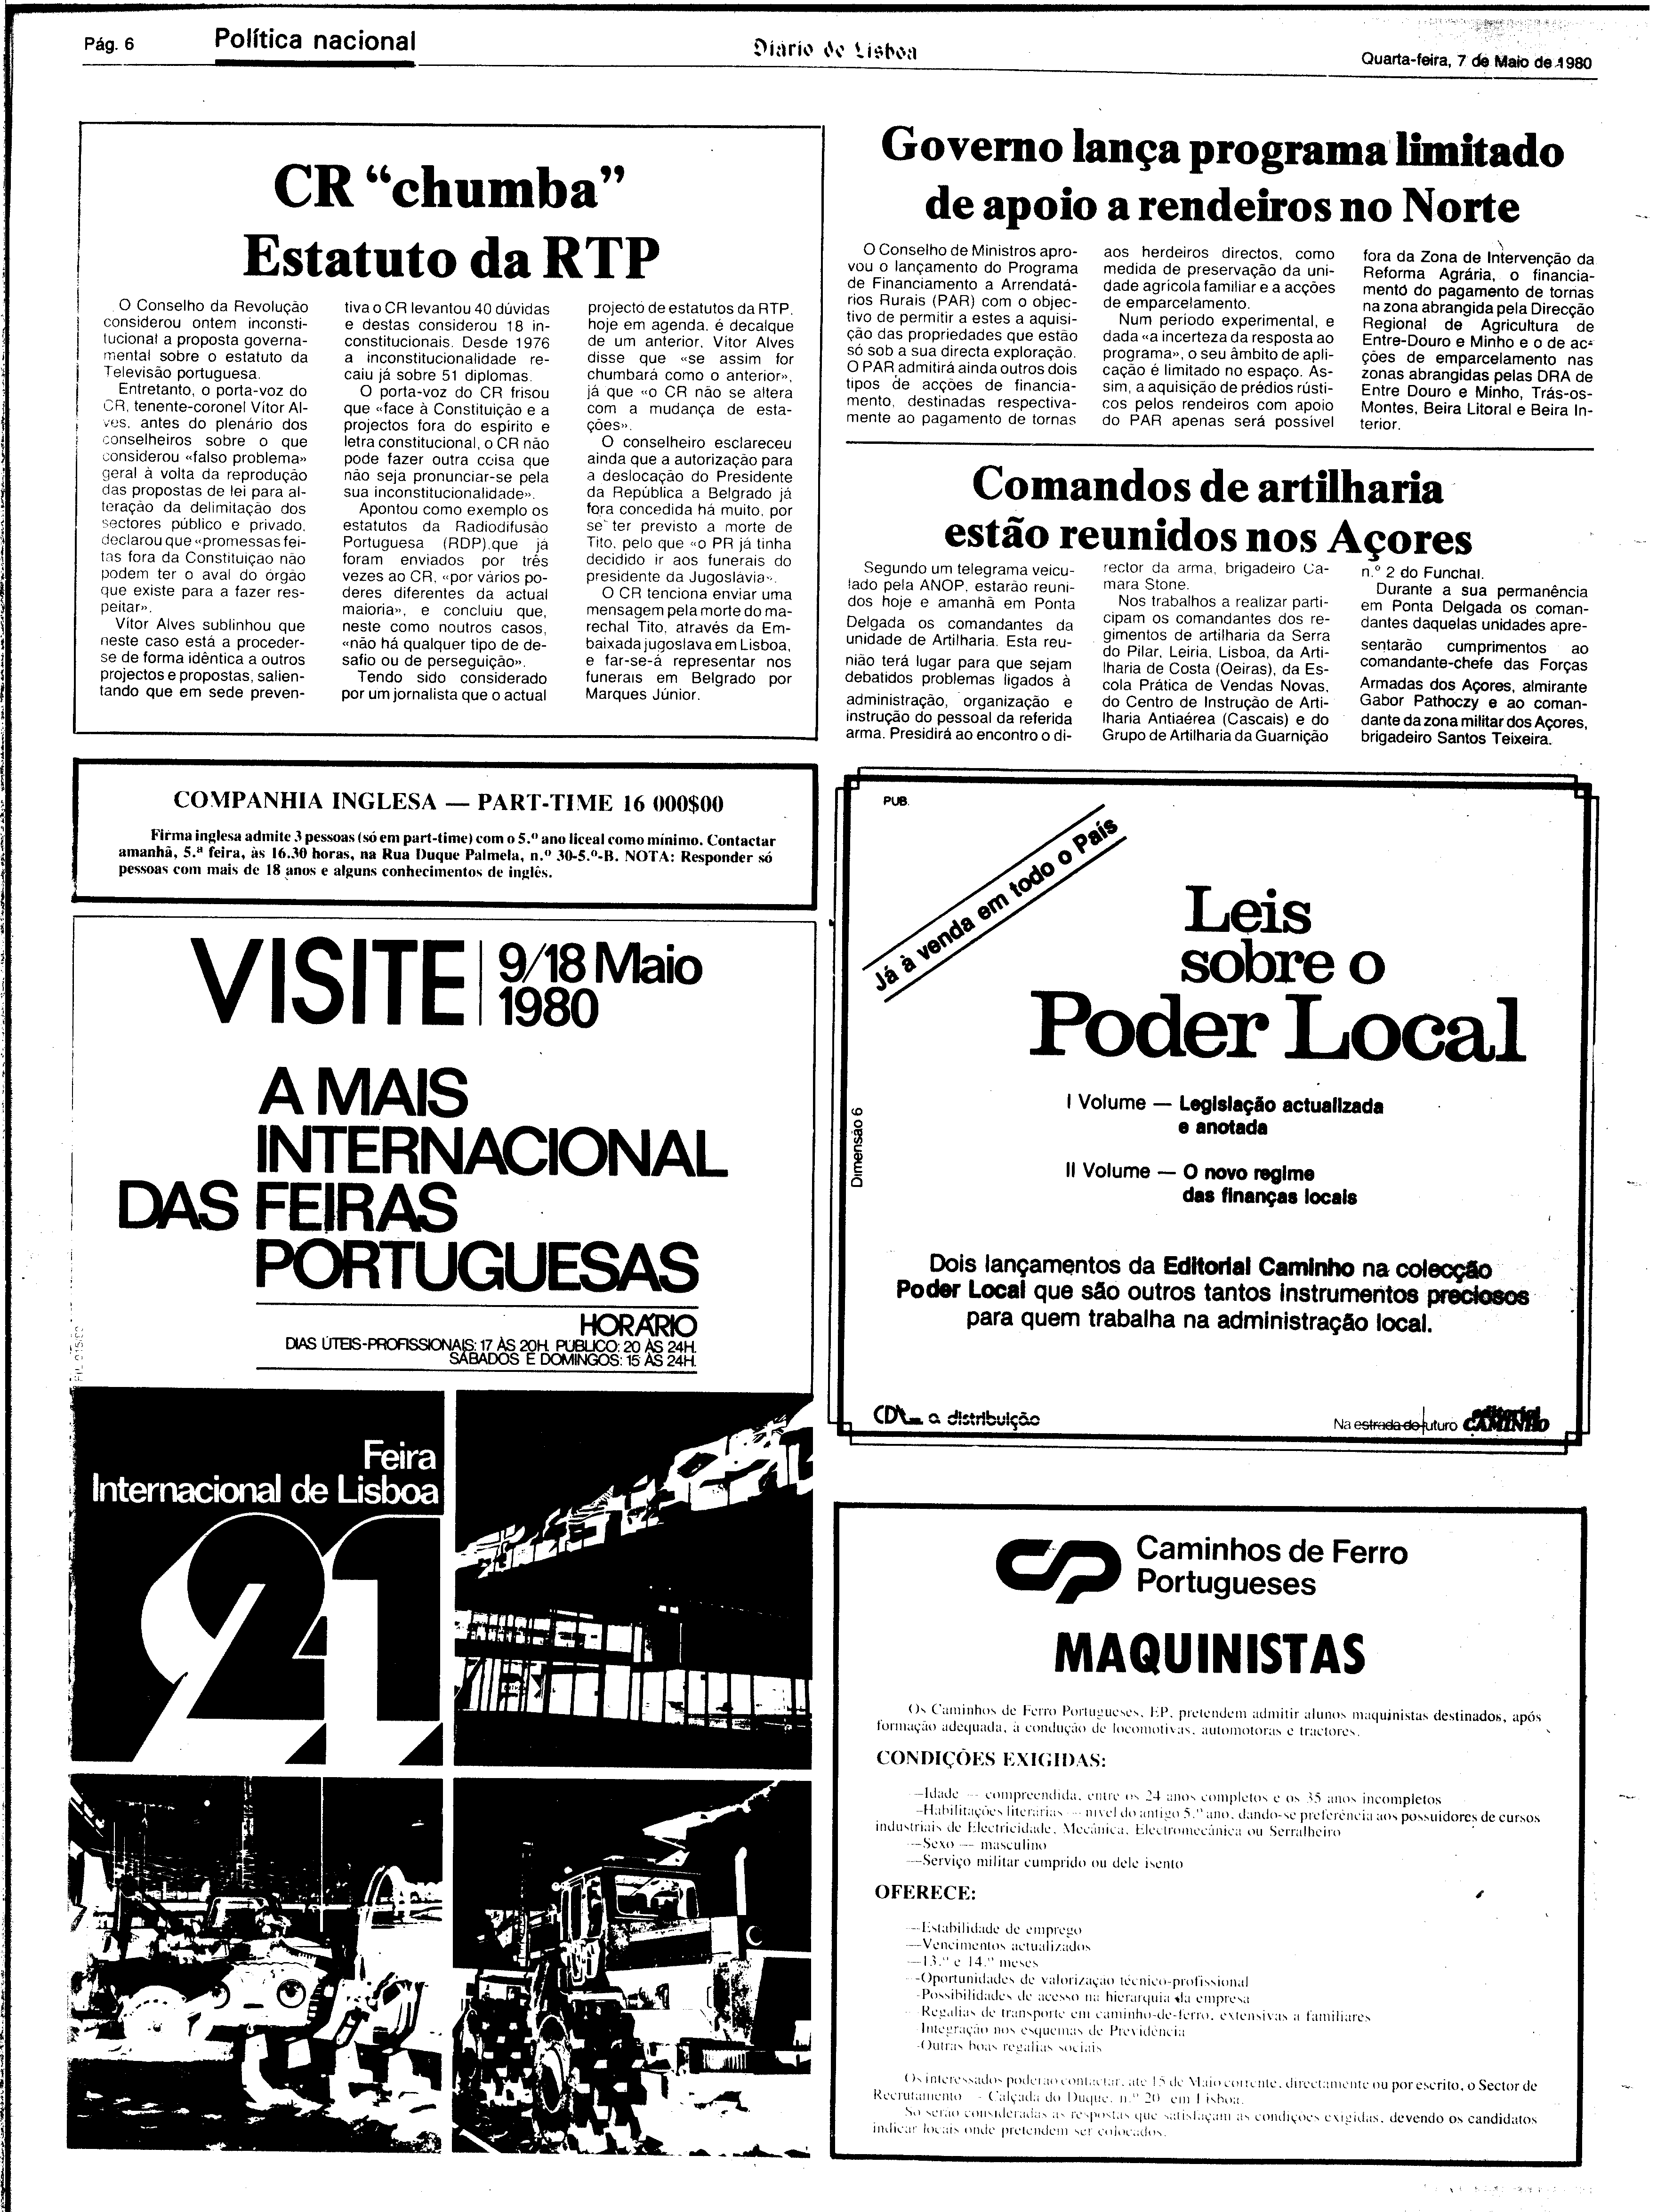 Pág. 6
Política nacional
Diário de Lisboa
Quarta-feira, 7 de Maio de 1980
CR “chumba”
Estatuto da RTP
O Conselho da Revolução
considerou ontem inconsti-
tucional a proposta governa-
mental sobre o estatuto da
Televisão portuguesa.
Entretanto, o porta-voz do
CR, tenente-coronel Vítor Al-
ves, antes do plenário dos
conselheiros sobre o que
considerou «falso problema»
geral à volta da reprodução
das propostas de lei para al-
teração da delimitação dos
sectores público e privado,
declarou que «promessas fei-
tas fora da Constituição não
podem ter o aval do órgão
que existe para a fazer res-
peitar».
Vítor Alves sublinhou que
neste caso está a proceder-
se de forma idêntica a outros
projectos e propostas, salien-
tando que em sede preven-
tiva o CR levantou 40 dúvidas
e destas considerou 18 in-
constitucionais. Desde 1976
a inconstitucionalidade re-
caiu já sobre 51 diplomas.
O porta-voz do CR frisou
que «face à Constituição e a
projectos fora do espírito e
letra constitucional, o CR não
pode fazer outra coisa que
não seja pronunciar-se pela
sua inconstitucionalidade».
Apontou como exemplo os
estatutos da Radiodifusão
Portuguesa (RDP),que já
foram enviados por três
vezes ao CR, «por vários po-
deres diferentes da actual
maioria», e concluiu que,
neste como noutros casos,
«não há qualquer tipo de de-
safio ou de perseguição».
Tendo sido considerado
por um jornalista que o actual
projecto de estatutos da RTP,
hoje em agenda, é decalque
de um anterior, Vítor Alves
disse que «se assim for
chumbará como o anterior»,
já que «o CR não se altera
com a mudança de esta-
ções».
O conselheiro esclareceu
ainda que a autorização para
a deslocação do Presidente
da República a Belgrado já
fora concedida há muito, por
se ter previsto a morte de
Tito, pelo que «o PR já tinha
decidido ir aos funerais do
presidente da Jugoslávia».
O CR tenciona enviar uma
mensagem pela morte do ma-
rechal Tito, através da Em-
baixada jugoslava em Lisboa,
e far-se-á representar nos
funerais em Belgrado por
Marques Júnior.
Governo lança programa limitado
de apoio a rendeiros no Norte
O Conselho de Ministros apro-
vou o lançamento do Programa
de Financiamento a Arrendatá-
rios Rurais (PAR) com o objec-
tivo de permitir a estes a aquisi-
ção das propriedades que estão
só sob a sua directa exploração.
O PAR admitirá ainda outros dois
tipos de acções de financia-
mento, destinadas respectiva-
mente ao pagamento de tornas
aos herdeiros directos, como
medida de preservação da uni-
dade agrícola familiar e a acções
de emparcelamento.
Num período experimental, e
dada «a incerteza da resposta ao
programa», o seu âmbito de apli-
cação é limitado no espaço. As-
sim, a aquisição de prédios rústi-
cos pelos rendeiros com apoio
do PAR apenas será possível
fora da Zona de Intervenção da
Reforma Agrária, o financia-
mento do pagamento de tornas
na zona abrangida pela Direcção
Regional de Agricultura de
Entre-Douro e Minho e o de ac-
ções de emparcelamento nas
zonas abrangidas pelas DRA de
Entre Douro e Minho, Trás-os-
Montes, Beira Litoral e Beira In-
terior.
Comandos de artilharia
estão reunidos nos Açores
Segundo um telegrama veicu-
lado pela ANOP, estarão reuni-
dos hoje e amanhã em Ponta
Delgada os comandantes da
unidade de Artilharia. Esta reu-
nião terá lugar para que sejam
debatidos problemas ligados à
administração, organização e
instrução do pessoal da referida
arma. Presidirá ao encontro o di-
rector da arma, brigadeiro Ca-
mara Stone.
Nos trabalhos a realizar parti-
cipam os comandantes dos re-
gimentos de artilharia da Serra
do Pilar, Leiria, Lisboa, da Arti-
lharia de Costa (Oeiras), da Es-
cola Prática de Vendas Novas,
do Centro de Instrução de Arti-
lharia Antiaérea (Cascais) e do
Grupo de Artilharia da Guarnição
n.º 2 do Funchal.
Durante a sua permanência
em Ponta Delgada os coman-
dantes daquelas unidades apre-
sentarão cumprimentos ao
comandante-chefe das Forças
Armadas dos Açores, almirante
Gabor Pathoczy e ao coman-
dante da zona militar dos Açores,
brigadeiro Santos Teixeira.
COMPANHIA INGLESA — PART-TIME 16 000$00
Firma inglesa admite 3 pessoas (só em part-time) com o 5.º ano liceal como mínimo. Contactar
amanhã, 5.ª feira, às 16.30 horas, na Rua Duque Palmela, n.º 30-5.º-B. NOTA: Responder só
pessoas com mais de 18 anos e alguns conhecimentos de inglês.
VISITE
9/18 Maio
1980
A MAIS
INTERNACIONAL
DAS FEIRAS
PORTUGUESAS
HORÁRIO
DIAS ÚTEIS-PROFISSIONAIS: 17 ÀS 20H. PÚBLICO: 20 ÀS 24H.
SÁBADOS E DOMINGOS: 15 ÀS 24H.
Feira
Internacional de Lisboa
21
PUB.
Já à venda em todo o País
Leis
sobre o
Poder Local
I Volume — Legislação actualizada
e anotada
II Volume — O novo regime
das finanças locais
Dimensão 6
Dois lançamentos da Editorial Caminho na colecção
Poder Local que são outros tantos instrumentos preciosos
para quem trabalha na administração local.
CDL a distribuição
Na estrada do futuro
editorial
CAMINHO
CP
Caminhos de Ferro
Portugueses
MAQUINISTAS
Os Caminhos de Ferro Portugueses, EP, pretendem admitir alunos maquinistas destinados, após
formação adequada, à condução de locomotivas, automotoras e tractores.
CONDIÇÕES EXIGIDAS:
—Idade — compreendida, entre os 24 anos completos e os 35 anos incompletos
—Habilitações literárias — nível do antigo 5.º ano, dando-se preferência aos possuidores de cursos
industriais de Electricidade, Mecânica, Electromecânica ou Serralheiro
—Sexo — masculino
—Serviço militar cumprido ou dele isento
OFERECE:
—Estabilidade de emprego
—Vencimentos actualizados
—13.º e 14.º meses
—Oportunidades de valorização técnico-profissional
-Possibilidades de acesso na hierarquia da empresa
—Regalias de transporte em caminho-de-ferro, extensivas a familiares
Integração nos esquemas de Previdência
-Outras boas regalias sociais
Os interessados poderão contactar, até 15 de Maio corrente, directamente ou por escrito, o Sector de
Recrutamento - Calçada do Duque, n.º 20 em Lisboa.
Só serão consideradas as respostas que satisfaçam as condições exigidas, devendo os candidatos
indicar locais onde pretendem ser colocados.